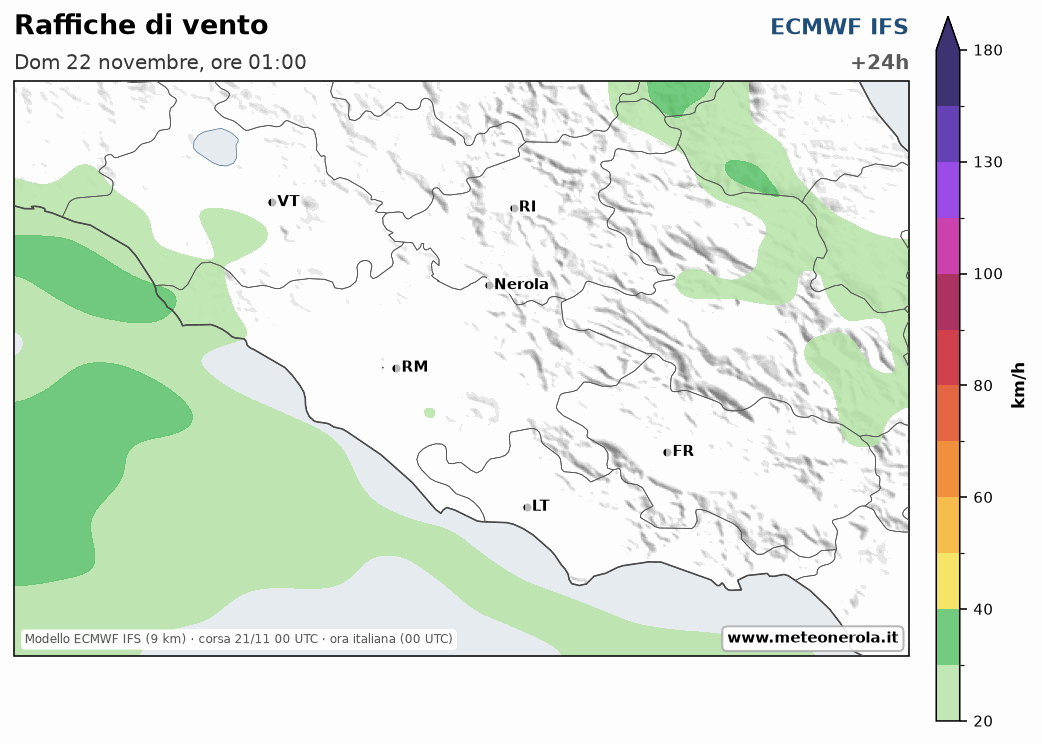 Raffiche di vento
ECMWF IFS
Dom 22 novembre, ore 01:00
+24h
VT
RI
Nerola
RM
FR
LT
Modello ECMWF IFS (9 km) · corsa 21/11 00 UTC · ora italiana (00 UTC)
www.meteonerola.it
180
130
100
80
60
40
20
km/h